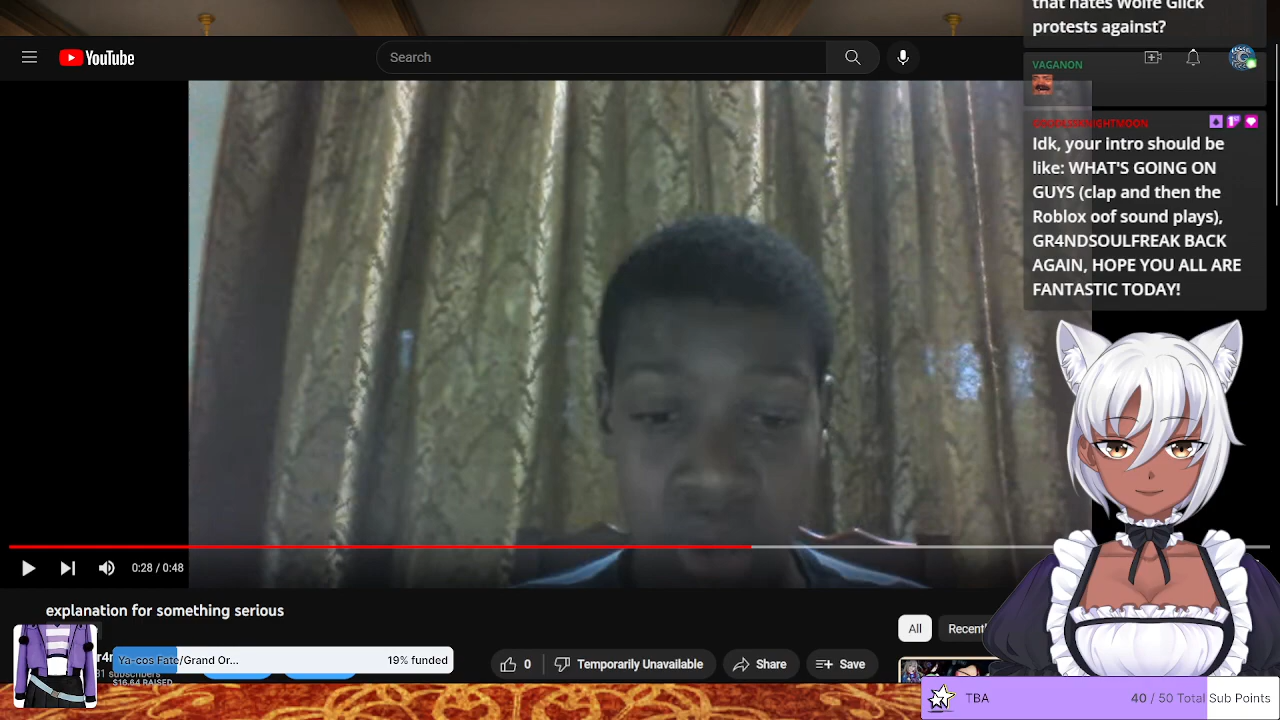 that hates Wolfe Glick
protests against?
YouTube
Search
VAGANON
Idk, your intro should be
like: WHAT'S GOING ON
GUYS (clap and then the
Roblox oof sound plays),
GR4NDSOULFREAK BACK
AGAIN, HOPE YOU ALL ARE
FANTASTIC TODAY!
0:28 / 0:48
explanation for something serious
All
Ya-cos Fate/Grand Or... 19% funded
subscribers
$16.64 RAISED
0
Temporarily Unavailable
Share
Save
TBA 40 / 50 Total Sub Points